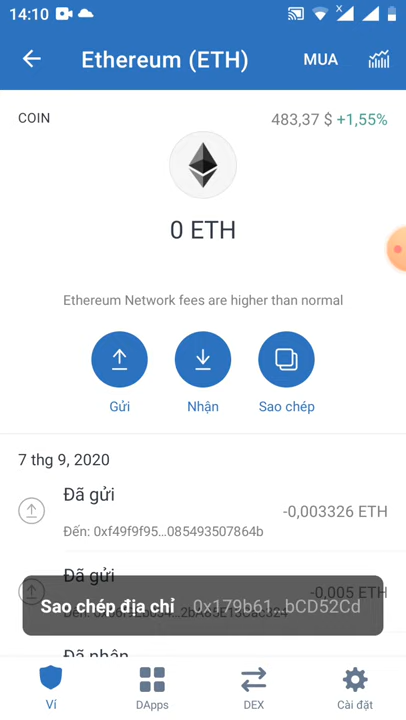 14:10
Ethereum (ETH)
MUA
COIN
483,37 $ +1,55%
0 ETH
Ethereum Network fees are higher than normal
Gửi
Nhận
Sao chép
7 thg 9, 2020
Đã gửi
-0,003326 ETH
Đến: 0xf49f9f95...085493507864b
Đã gửi
-0,005 ETH
Sao chép địa chỉ 0x179b61...bCD52Cd
Đã nhận
Ví
DApps
DEX
Cài đặt